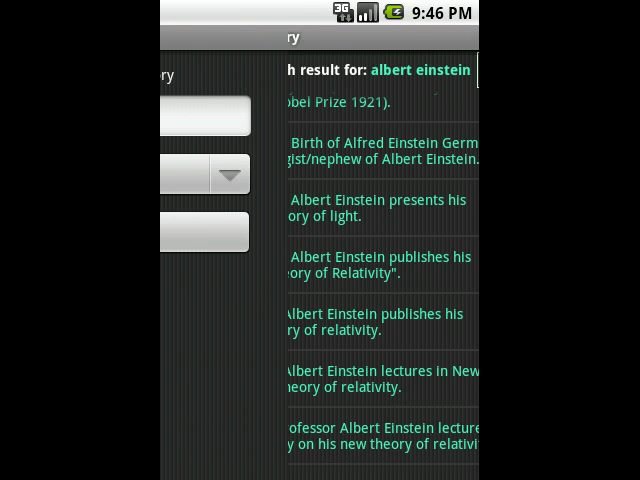 3G
9:46 PM
ry
ry
h result for: albert einstein
obel Prize 1921).
Birth of Alfred Einstein Germ
gist/nephew of Albert Einstein.
Albert Einstein presents his
ory of light.
Albert Einstein publishes his
eory of Relativity".
Albert Einstein publishes his
ry of relativity.
Albert Einstein lectures in New
heory of relativity.
ofessor Albert Einstein lecture
y on his new theory of relativi